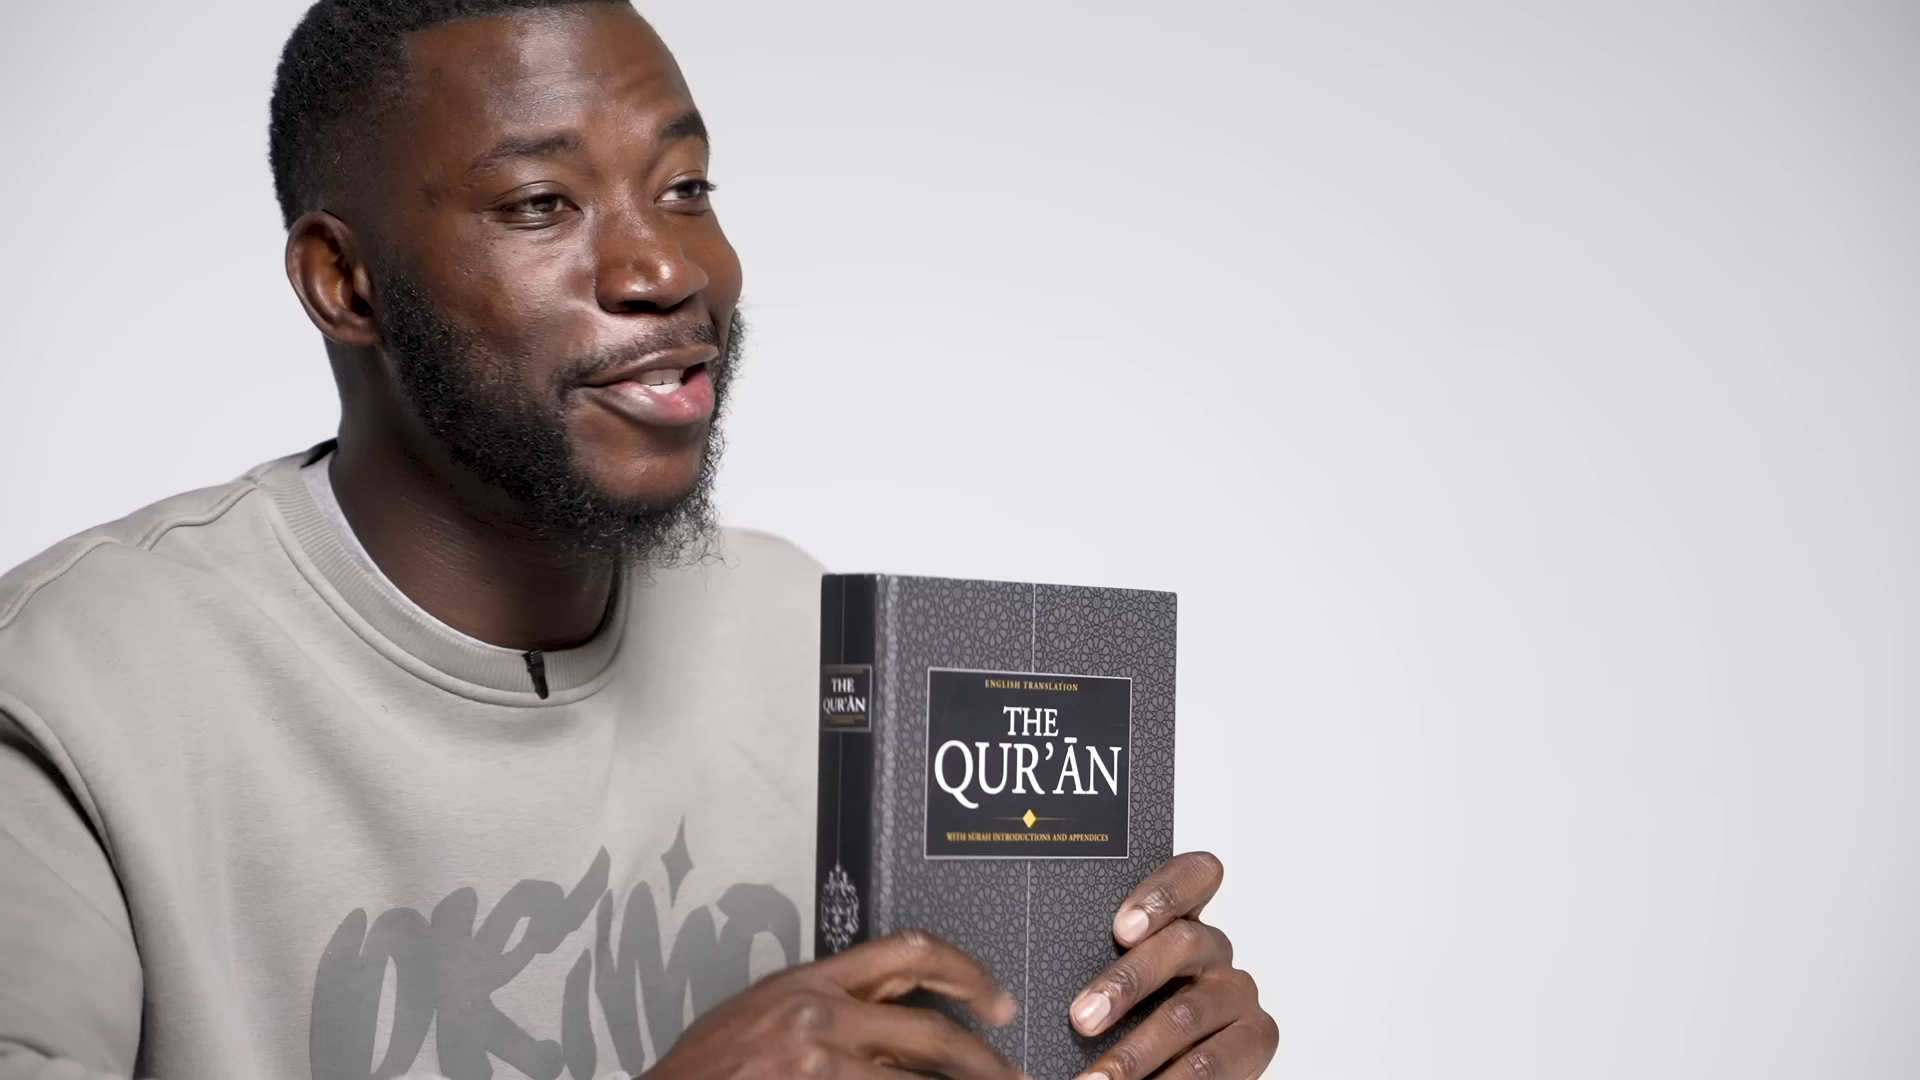 THE
QUR'ĀN
ENGLISH TRANSLATION
THE
QUR'ĀN
WITH SŪRAH INTRODUCTIONS AND APPENDICES